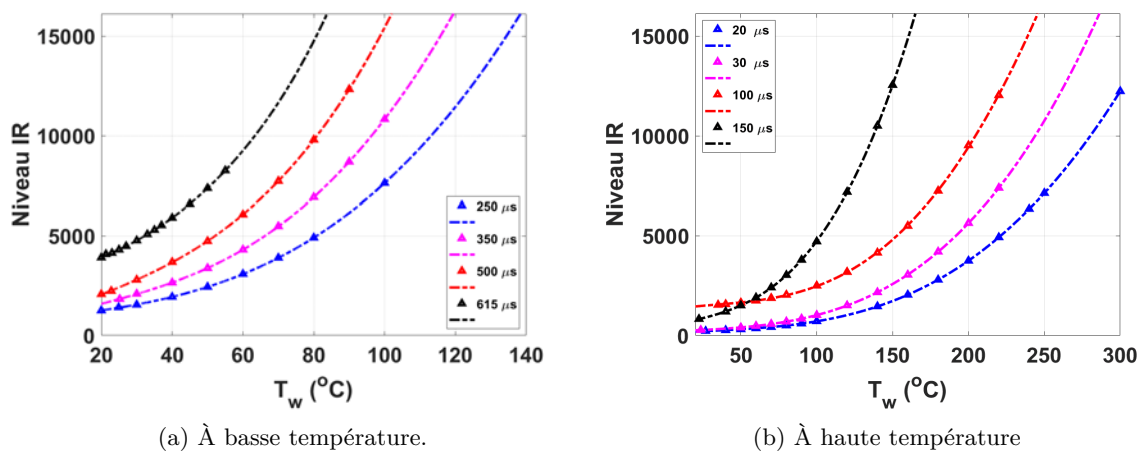 15000
10000
5000
0
Niveau IR
20
40
60
80
100
120
140
T_w (°C)
250 μs
350 μs
500 μs
615 μs
(a) À basse température.
15000
10000
5000
0
Niveau IR
50
100
150
200
250
300
T_w (°C)
20 μs
30 μs
100 μs
150 μs
(b) À haute température